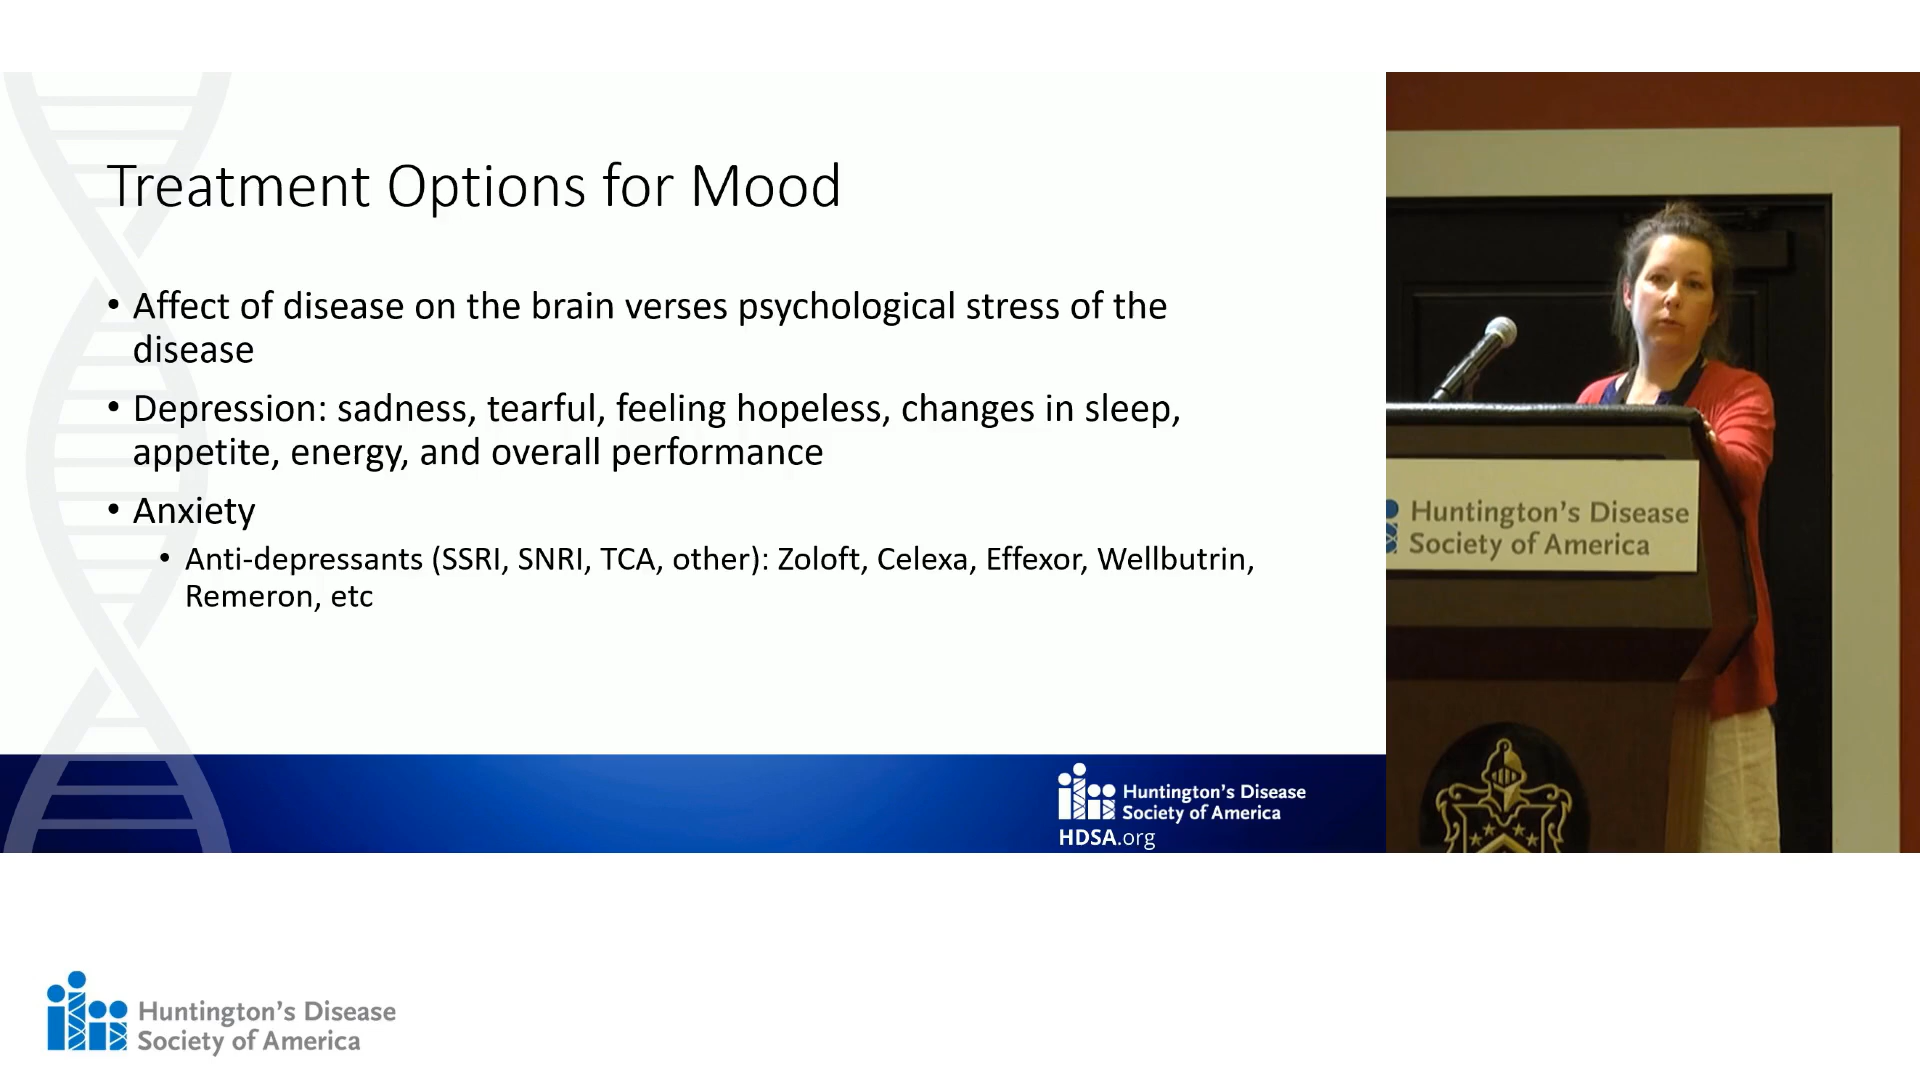 Treatment Options for Mood
• Affect of disease on the brain verses psychological stress of the
disease
• Depression: sadness, tearful, feeling hopeless, changes in sleep,
appetite, energy, and overall performance
• Anxiety
• Anti-depressants (SSRI, SNRI, TCA, other): Zoloft, Celexa, Effexor, Wellbutrin,
Remeron, etc
Huntington's Disease
Society of America
HDSA.org
Huntington's Disease
Society of America
Huntington's Disease
Society of America